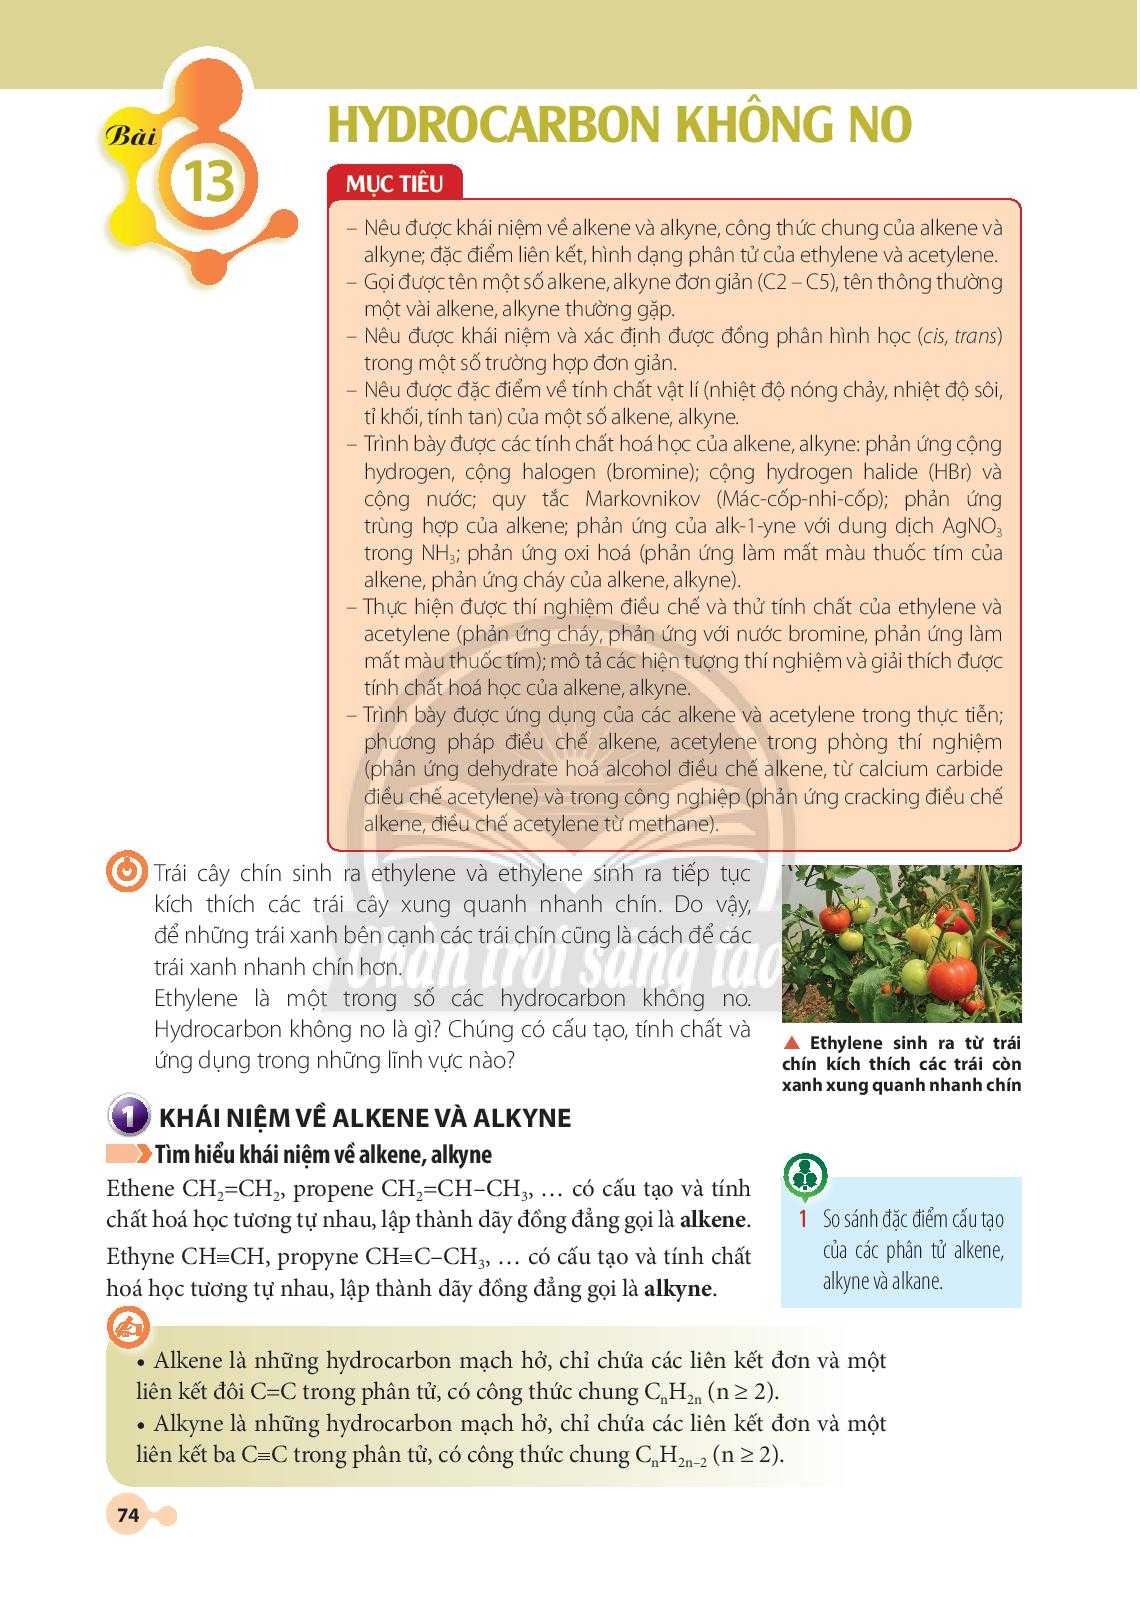 Bài
13
HYDROCARBON KHÔNG NO
MỤC TIÊU
– Nêu được khái niệm về alkene và alkyne, công thức chung của alkene và
alkyne; đặc điểm liên kết, hình dạng phân tử của ethylene và acetylene.
– Gọi được tên một số alkene, alkyne đơn giản (C2 – C5), tên thông thường
một vài alkene, alkyne thường gặp.
– Nêu được khái niệm và xác định được đồng phân hình học (cis, trans)
trong một số trường hợp đơn giản.
– Nêu được đặc điểm về tính chất vật lí (nhiệt độ nóng chảy, nhiệt độ sôi,
tỉ khối, tính tan) của một số alkene, alkyne.
– Trình bày được các tính chất hoá học của alkene, alkyne: phản ứng cộng
hydrogen, cộng halogen (bromine); cộng hydrogen halide (HBr) và
cộng nước; quy tắc Markovnikov (Mác-cốp-nhi-cốp); phản ứng
trùng hợp của alkene; phản ứng của alk-1-yne với dung dịch AgNO₃
trong NH₃; phản ứng oxi hoá (phản ứng làm mất màu thuốc tím của
alkene, phản ứng cháy của alkene, alkyne).
– Thực hiện được thí nghiệm điều chế và thử tính chất của ethylene và
acetylene (phản ứng cháy, phản ứng với nước bromine, phản ứng làm
mất màu thuốc tím); mô tả các hiện tượng thí nghiệm và giải thích được
tính chất hoá học của alkene, alkyne.
– Trình bày được ứng dụng của các alkene và acetylene trong thực tiễn;
phương pháp điều chế alkene, acetylene trong phòng thí nghiệm
(phản ứng dehydrate hoá alcohol điều chế alkene, từ calcium carbide
điều chế acetylene) và trong công nghiệp (phản ứng cracking điều chế
alkene, điều chế acetylene từ methane).
Trái cây chín sinh ra ethylene và ethylene sinh ra tiếp tục
kích thích các trái cây xung quanh nhanh chín. Do vậy,
để những trái xanh bên cạnh các trái chín cũng là cách để các
trái xanh nhanh chín hơn.
Ethylene là một trong số các hydrocarbon không no.
Hydrocarbon không no là gì? Chúng có cấu tạo, tính chất và
ứng dụng trong những lĩnh vực nào?
Chân trời sáng tạo
▲ Ethylene sinh ra từ trái
chín kích thích các trái còn
xanh xung quanh nhanh chín
1 KHÁI NIỆM VỀ ALKENE VÀ ALKYNE
Tìm hiểu khái niệm về alkene, alkyne
Ethene CH₂=CH₂, propene CH₂=CH–CH₃, … có cấu tạo và tính
chất hoá học tương tự nhau, lập thành dãy đồng đẳng gọi là alkene.
Ethyne CH≡CH, propyne CH≡C–CH₃, … có cấu tạo và tính chất
hoá học tương tự nhau, lập thành dãy đồng đẳng gọi là alkyne.
1 So sánh đặc điểm cấu tạo
của các phân tử alkene,
alkyne và alkane.
• Alkene là những hydrocarbon mạch hở, chỉ chứa các liên kết đơn và một
liên kết đôi C=C trong phân tử, có công thức chung CₙH₂ₙ (n ≥ 2).
• Alkyne là những hydrocarbon mạch hở, chỉ chứa các liên kết đơn và một
liên kết ba C≡C trong phân tử, có công thức chung CₙH₂ₙ₋₂ (n ≥ 2).
74